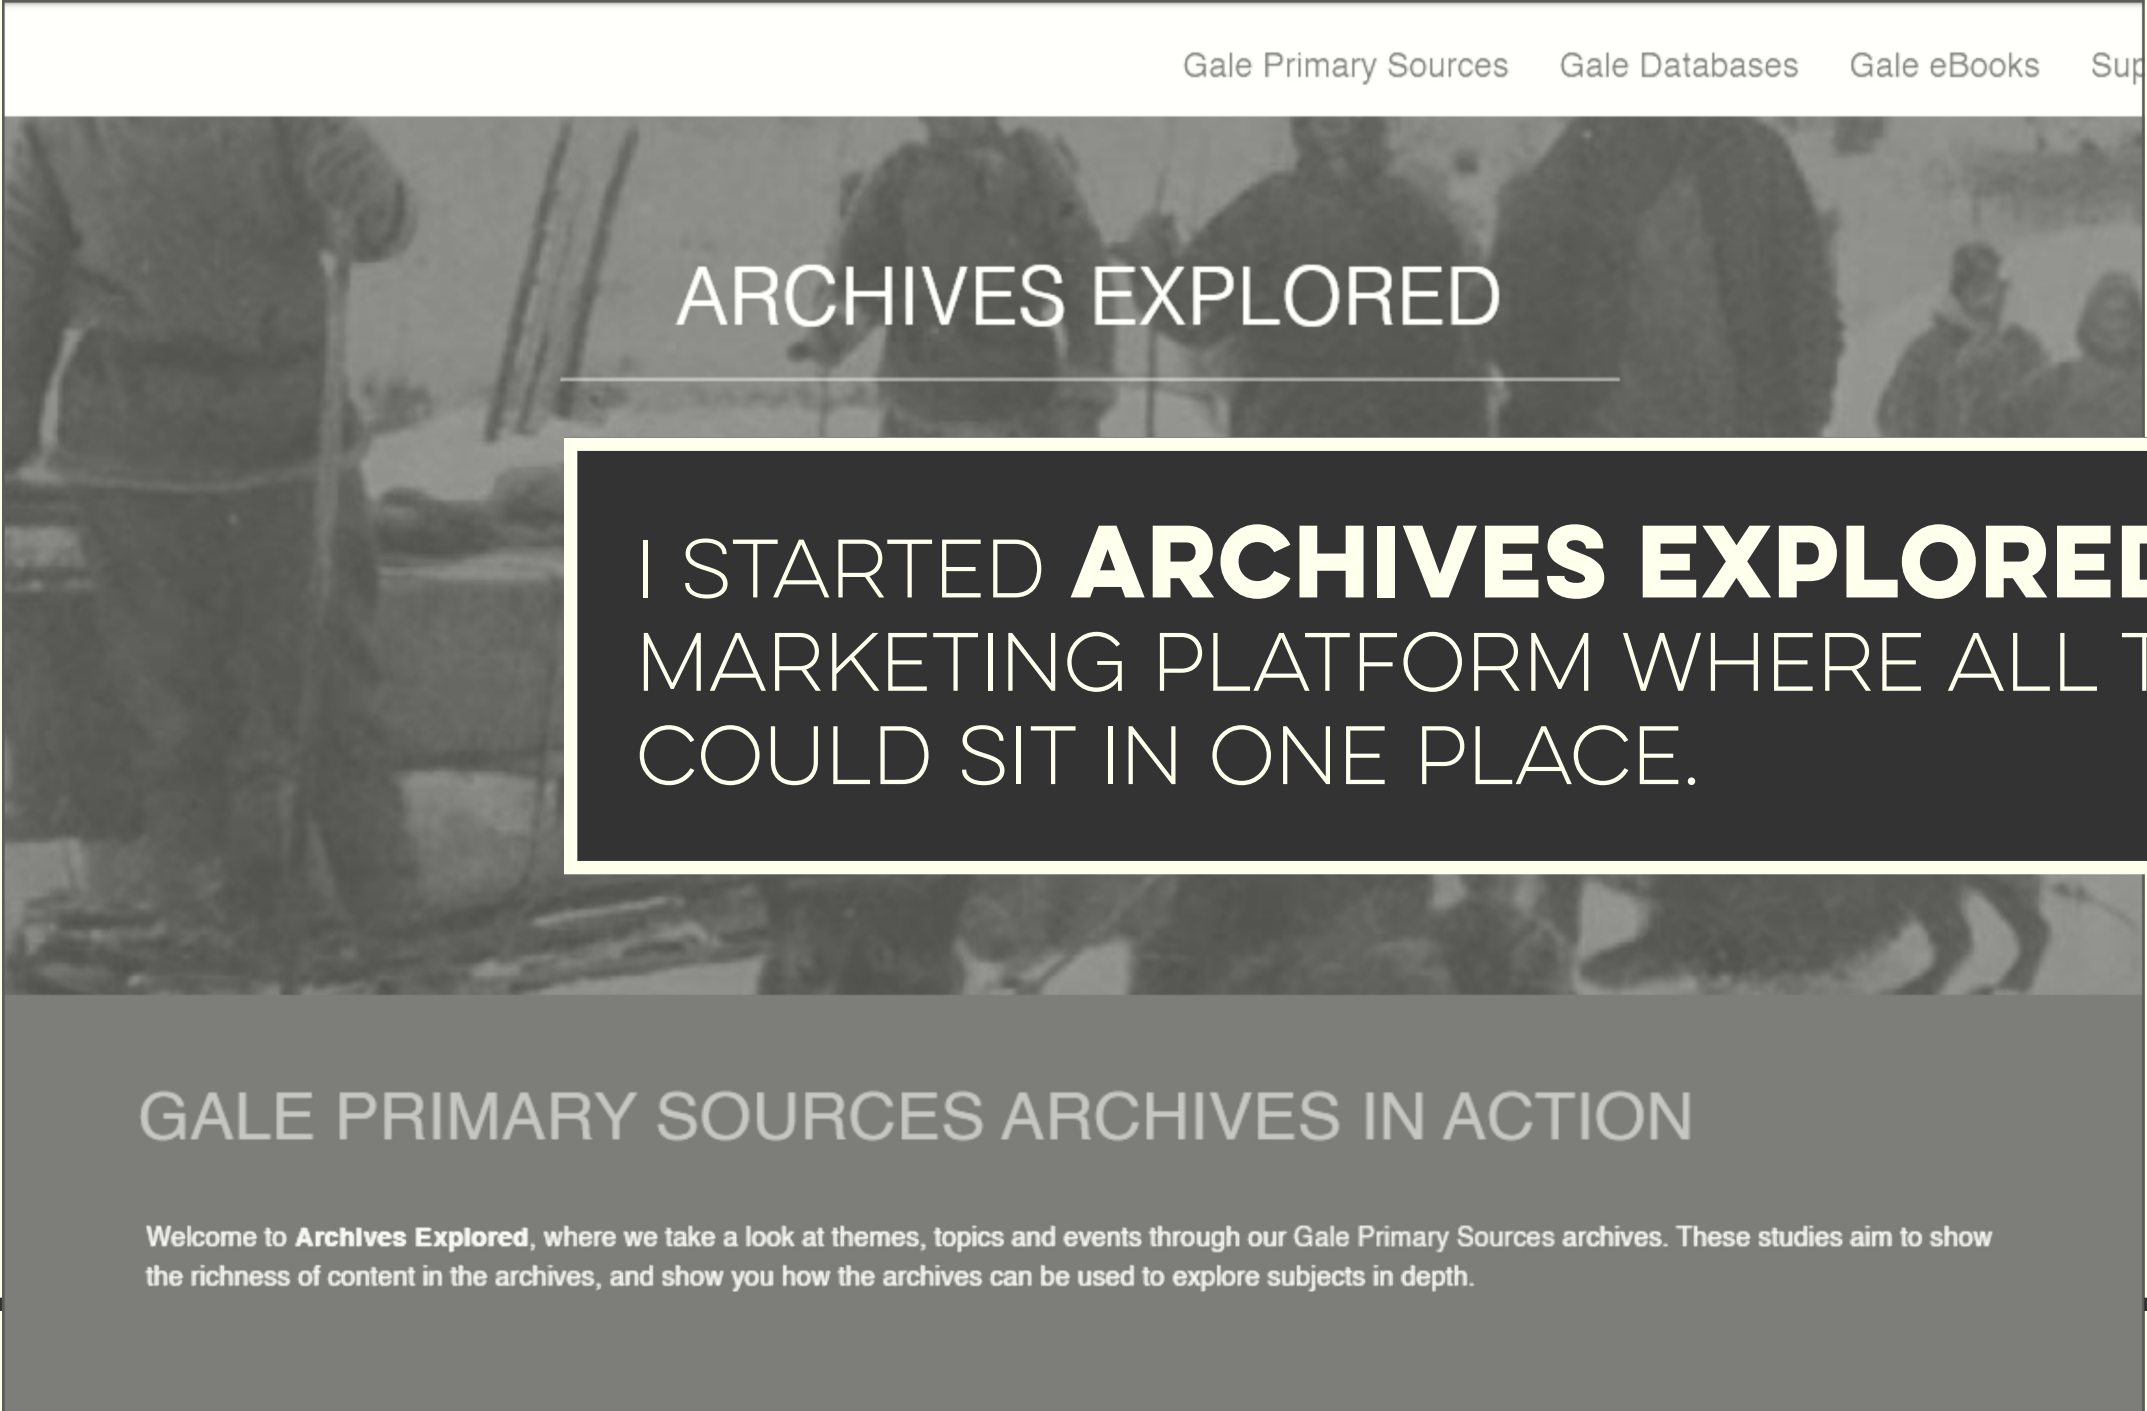 Gale Primary Sources Gale Databases Gale eBooks Sup
ARCHIVES EXPLORED
I STARTED ARCHIVES EXPLORED
MARKETING PLATFORM WHERE ALL T
COULD SIT IN ONE PLACE.
GALE PRIMARY SOURCES ARCHIVES IN ACTION
Welcome to Archives Explored, where we take a look at themes, topics and events through our Gale Primary Sources archives. These studies aim to show
the richness of content in the archives, and show you how the archives can be used to explore subjects in depth.